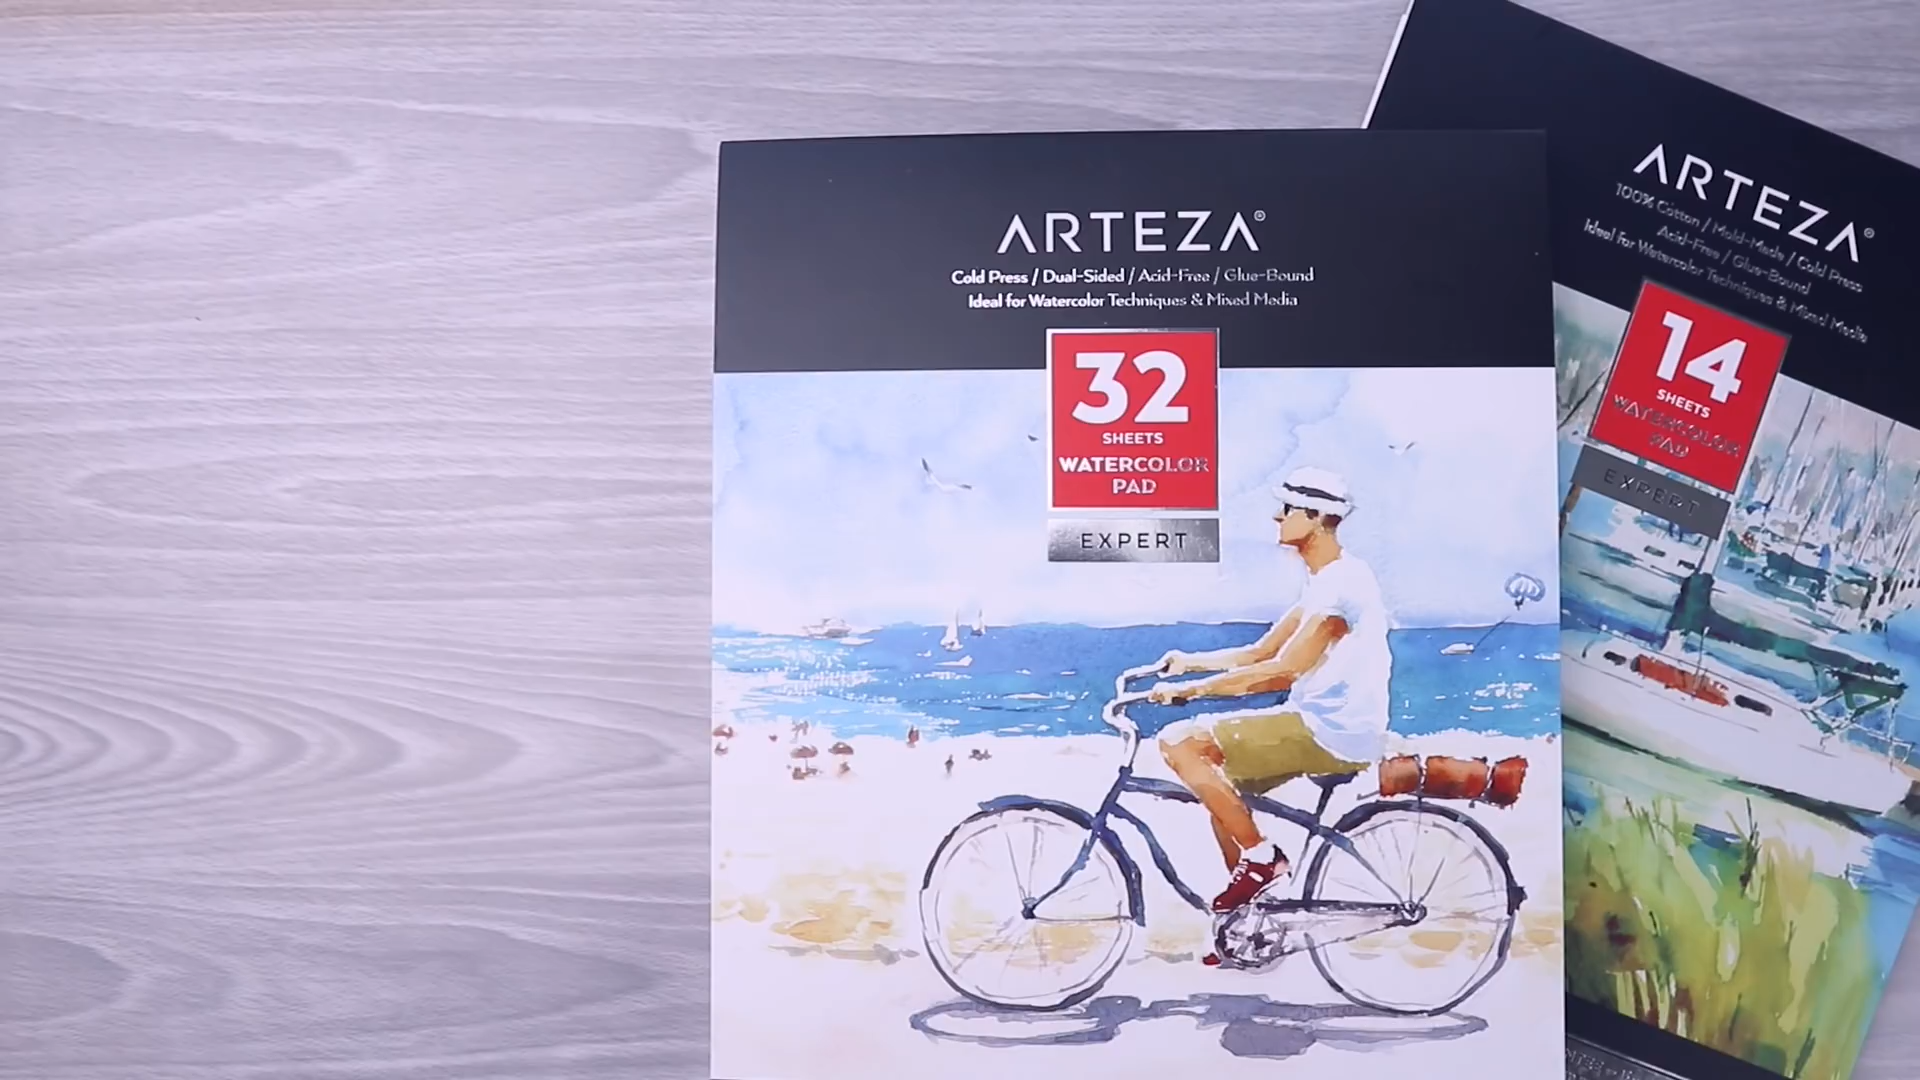 ARTEZA®
Cold Press / Dual-Sided / Acid-Free / Glue-Bound
Ideal for Watercolor Techniques & Mixed Media
32
SHEETS
WATERCOLOR
PAD
EXPERT
ARTEZA®
100% Cotton / Mold-Made / Cold Press
Acid-Free / Glue-Bound
Ideal for Watercolor Techniques & Mixed Media
14
SHEETS
WATERCOLOR
PAD
EXPERT